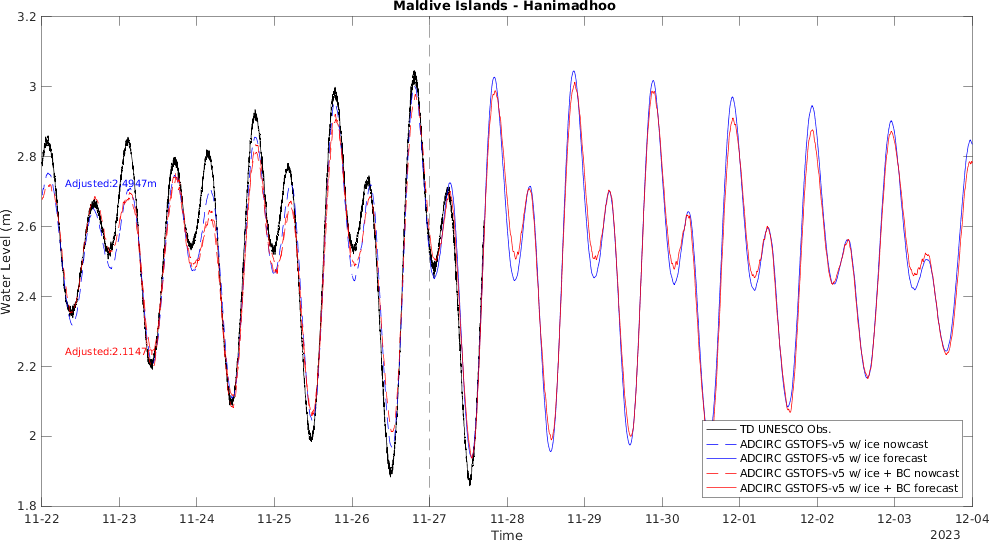 Maldive Islands - Hanimadhoo
3.2
3
2.8
2.6
2.4
2.2
2
1.8
Water Level (m)
Adjusted:2.4947m
Adjusted:2.1147m
TD UNESCO Obs.
ADCIRC GSTOFS-v5 w/ ice nowcast
ADCIRC GSTOFS-v5 w/ ice forecast
ADCIRC GSTOFS-v5 w/ ice + BC nowcast
ADCIRC GSTOFS-v5 w/ ice + BC forecast
11-22 11-23 11-24 11-25 11-26 11-27 11-28 11-29 11-30 12-01 12-02 12-03 12-04
Time
2023